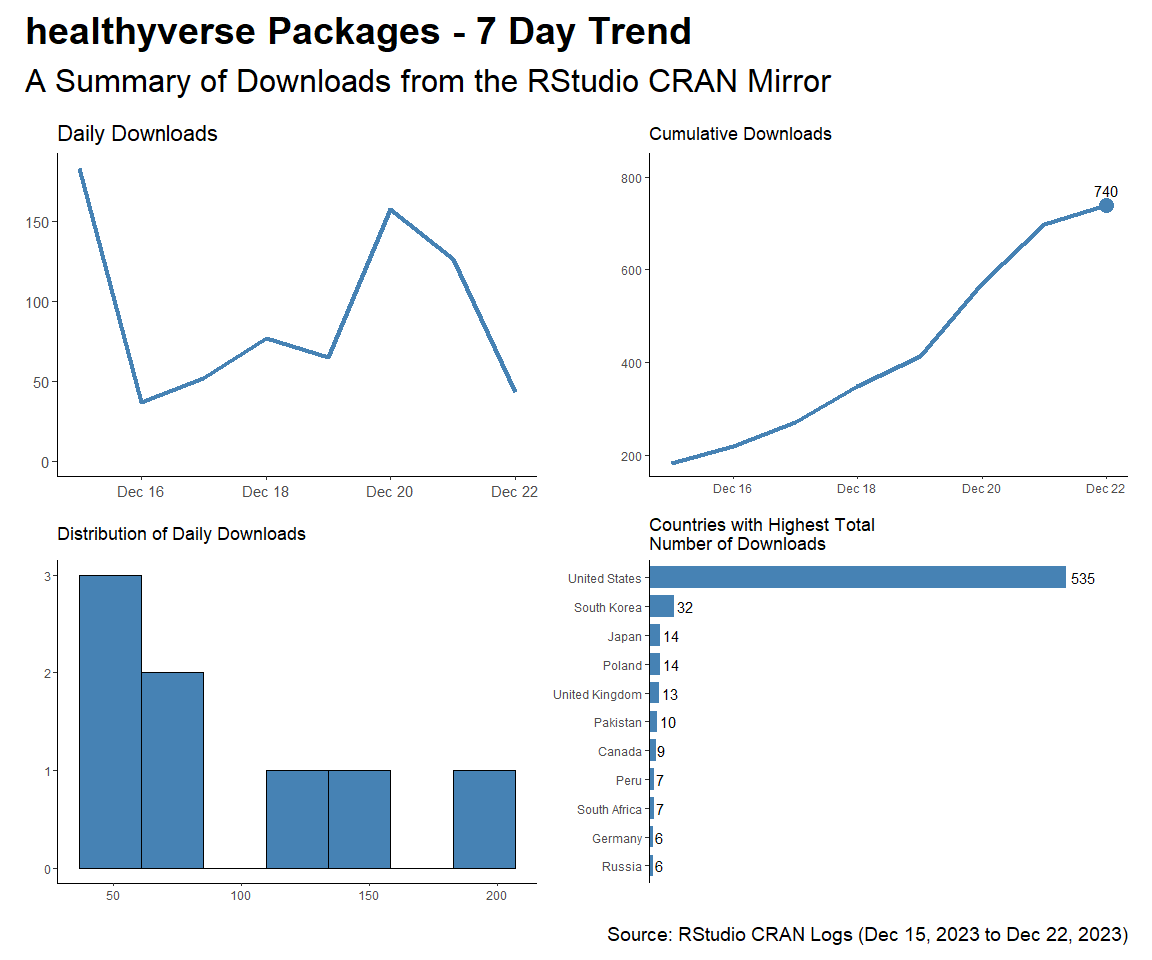 healthyverse Packages - 7 Day Trend
A Summary of Downloads from the RStudio CRAN Mirror
Daily Downloads
150
100
50
0
Dec 16 Dec 18 Dec 20 Dec 22
Cumulative Downloads
800
600
400
200
740
Dec 16 Dec 18 Dec 20 Dec 22
Distribution of Daily Downloads
3
2
1
0
50 100 150 200
Countries with Highest Total
Number of Downloads
United States 535
South Korea 32
Japan 14
Poland 14
United Kingdom 13
Pakistan 10
Canada 9
Peru 7
South Africa 7
Germany 6
Russia 6
Source: RStudio CRAN Logs (Dec 15, 2023 to Dec 22, 2023)